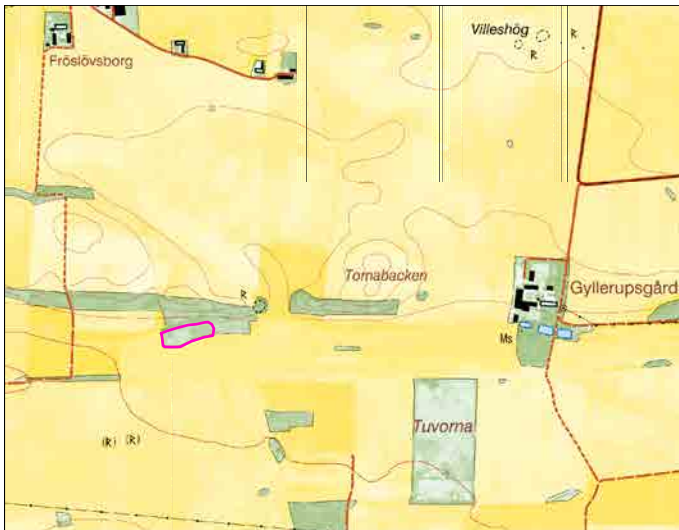 Villeshög
R
Fröslövsborg
Tornabacken
R
Gyllerupsgård
Ms
Tuvorna
(R) (R)